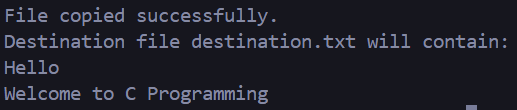 File copied successfully.
Destination file destination.txt will contain:
Hello
Welcome to C Programming